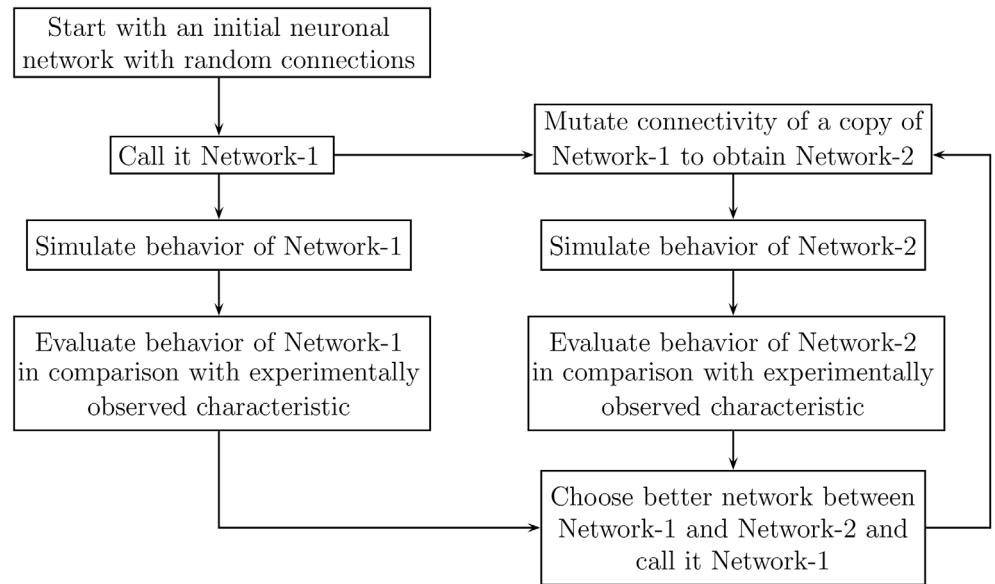 Start with an initial neuronal
network with random connections
Call it Network-1
Simulate behavior of Network-1
Evaluate behavior of Network-1
in comparison with experimentally
observed characteristic
Mutate connectivity of a copy of
Network-1 to obtain Network-2
Simulate behavior of Network-2
Evaluate behavior of Network-2
in comparison with experimentally
observed characteristic
Choose better network between
Network-1 and Network-2 and
call it Network-1